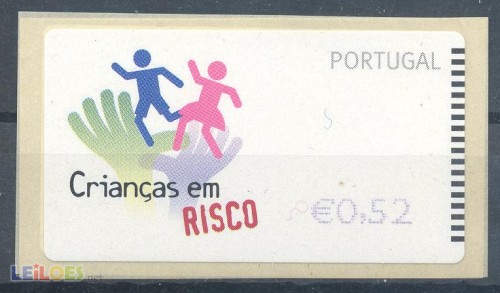 PORTUGAL
Crianças em
RISCO
€0,52
LEiLOES.net